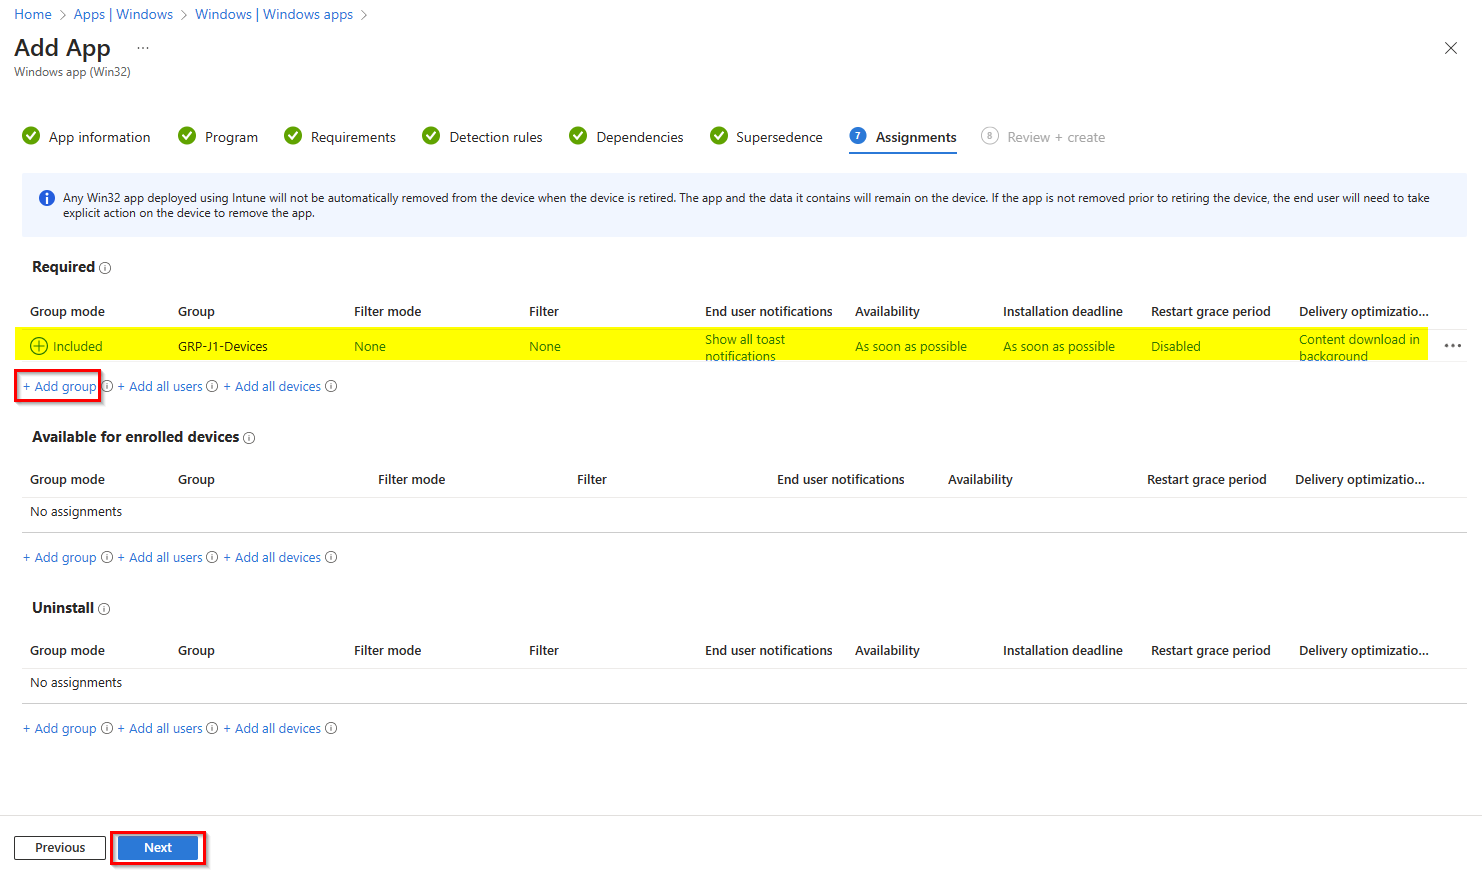 Home > Apps | Windows > Windows | Windows apps >
Add App ...
Windows app (Win32)
App information Program Requirements Detection rules Dependencies Supersedence 7 Assignments 8 Review + create
Any Win32 app deployed using Intune will not be automatically removed from the device when the device is retired. The app and the data it contains will remain on the device. If the app is not removed prior to retiring the device, the end user will need to take
explicit action on the device to remove the app.
Required
Group mode Group Filter mode Filter End user notifications Availability Installation deadline Restart grace period Delivery optimizatio...
Included GRP-J1-Devices None None Show all toast notifications As soon as possible As soon as possible Disabled Content download in background
+ Add group + Add all users + Add all devices
Available for enrolled devices
Group mode Group Filter mode Filter End user notifications Availability Restart grace period Delivery optimizatio...
No assignments
+ Add group + Add all users + Add all devices
Uninstall
Group mode Group Filter mode Filter End user notifications Availability Installation deadline Restart grace period Delivery optimizatio...
No assignments
+ Add group + Add all users + Add all devices
Previous Next